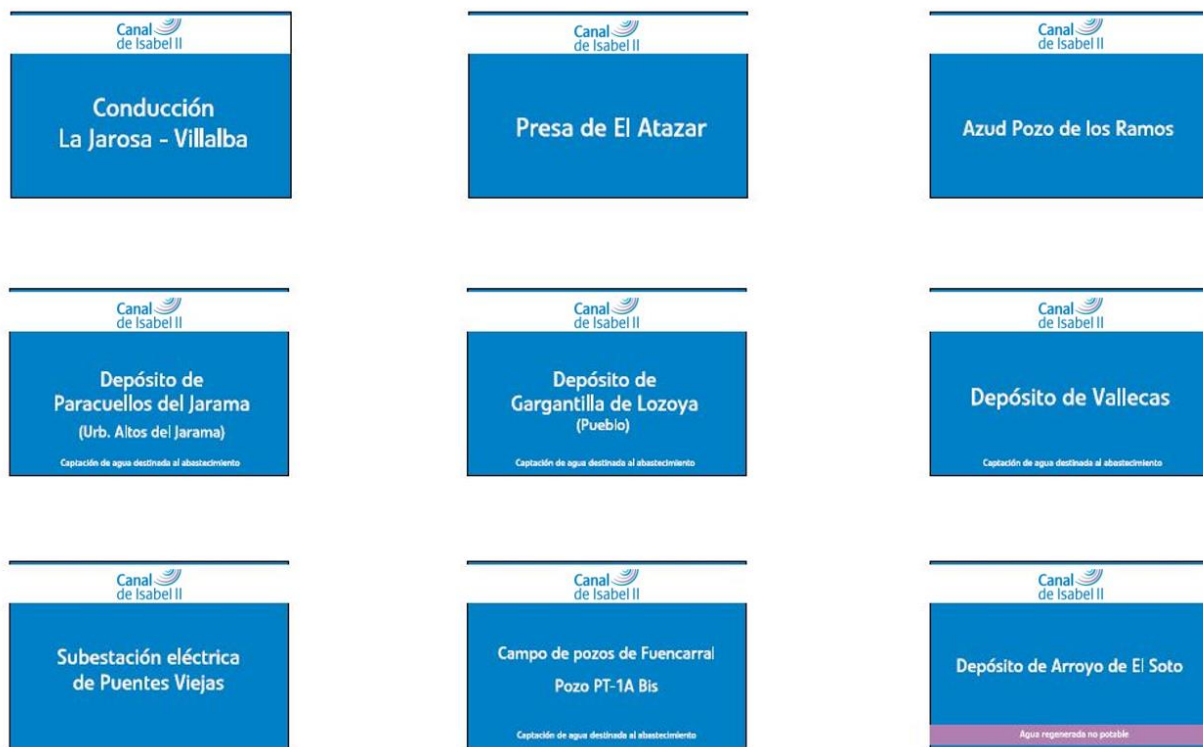 Canal
de Isabel II
Conducción
La Jarosa - Villalba
Canal
de Isabel II
Presa de El Atazar
Canal
de Isabel II
Azud Pozo de los Ramos
Canal
de Isabel II
Depósito de
Paracuellos del Jarama
(Urb. Altos del Jarama)
Captación de agua destinada al abastecimiento
Canal
de Isabel II
Depósito de
Gargantilla de Lozoya
(Pueblo)
Captación de agua destinada al abastecimiento
Canal
de Isabel II
Depósito de Vallecas
Captación de agua destinada al abastecimiento
Canal
de Isabel II
Subestación eléctrica
de Puentes Viejas
Canal
de Isabel II
Campo de pozos de Fuencarral
Pozo PT-1A Bis
Captación de agua destinada al abastecimiento
Canal
de Isabel II
Depósito de Arroyo de El Soto
Agua regenerada no potable